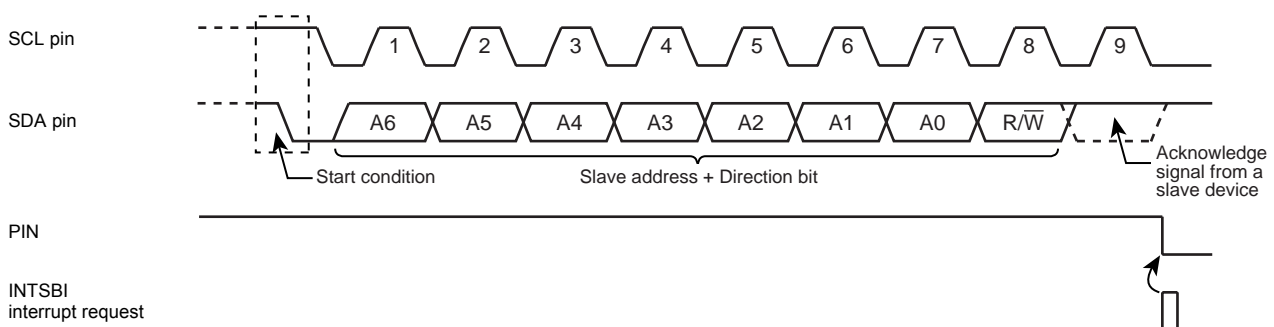 SCL pin
1 2 3 4 5 6 7 8 9
SDA pin
A6 A5 A4 A3 A2 A1 A0 R/W̅
Start condition
Slave address + Direction bit
Acknowledge
signal from a
slave device
PIN
INTSBI
interrupt request